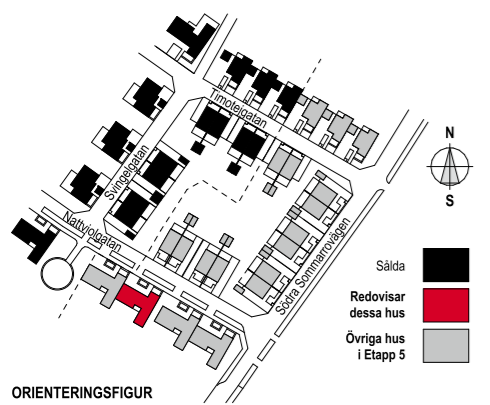 Timotejgatan
Svingelgatan
Nattviolgatan
Södra Sommarrovägen
N
S
Sålda
Redovisar
dessa hus
Övriga hus
i Etapp 5
ORIENTERINGSFIGUR